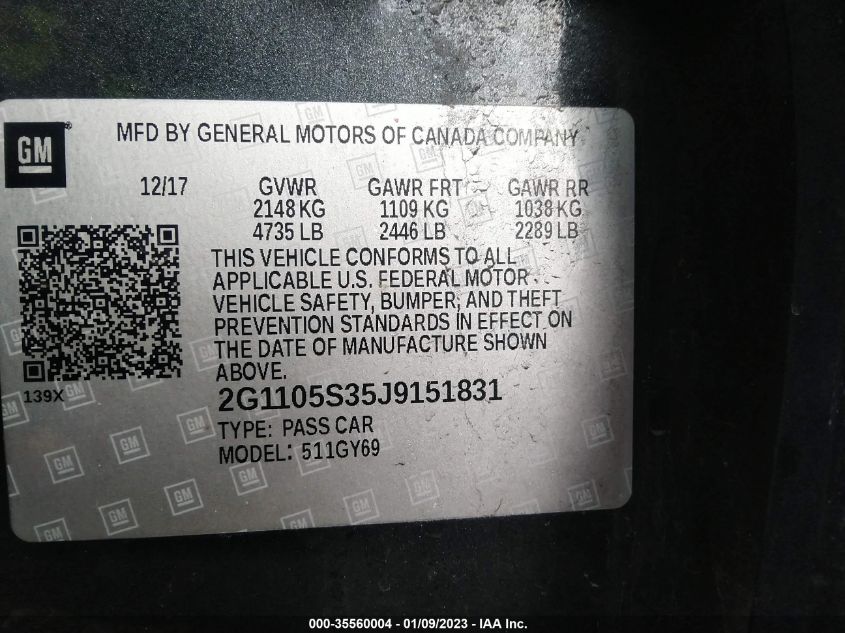 GM
MFD BY GENERAL MOTORS OF CANADA COMPANY
12/17 GVWR GAWR FRT GAWR RR
2148 KG 1109 KG 1038 KG
4735 LB 2446 LB 2289 LB
THIS VEHICLE CONFORMS TO ALL
APPLICABLE U.S. FEDERAL MOTOR
VEHICLE SAFETY, BUMPER, AND THEFT
PREVENTION STANDARDS IN EFFECT ON
THE DATE OF MANUFACTURE SHOWN
ABOVE.
139X
2G1105S35J9151831
TYPE: PASS CAR
MODEL: 511GY69
000-35560004 - 01/09/2023 - IAA Inc.